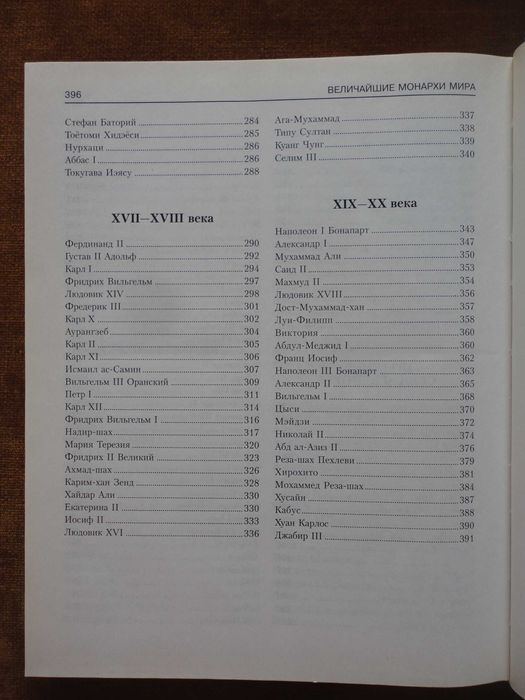 396
ВЕЛИЧАЙШИЕ МОНАРХИ МИРА
Стефан Баторий 284
Тоётоми Хидэёси 285
Нурхаци 286
Аббас I 286
Токугава Иэясу 288
XVII—XVIII века
Фердинанд II 290
Густав II Адольф 292
Карл I 294
Фридрих Вильгельм 297
Людовик XIV 298
Фредерик III 301
Карл X 302
Аурангзеб 304
Карл II 305
Карл XI 306
Исмаил ас-Самин 307
Вильгельм III Оранский 309
Петр I 311
Карл XII 314
Фридрих Вильгельм I 316
Надир-шах 317
Мария Терезия 320
Фридрих II Великий 323
Ахмад-шах 326
Карим-хан Зенд 328
Хайдар Али 330
Екатерина II 330
Иосиф II 333
Людовик XVI 336
Ага-Мухаммад 337
Типу Султан 338
Куанг Чунг 339
Селим III 340
XIX—XX века
Наполеон I Бонапарт 343
Александр I 347
Мухаммад Али 350
Саид II 353
Махмуд II 354
Людовик XVIII 356
Дост-Мухаммад-хан 357
Луи-Филипп 358
Виктория 360
Абдул-Меджид I 360
Франц Иосиф 362
Наполеон III Бонапарт 363
Александр II 365
Вильгельм I 368
Цыси 370
Мэйдзи 372
Николай II 374
Абд ал-Азиз II 376
Реза-шах Пехлеви 379
Хирохито 381
Мохаммед Реза-шах 384
Хусайн 387
Кабус 388
Хуан Карлос 390
Джабир III 391